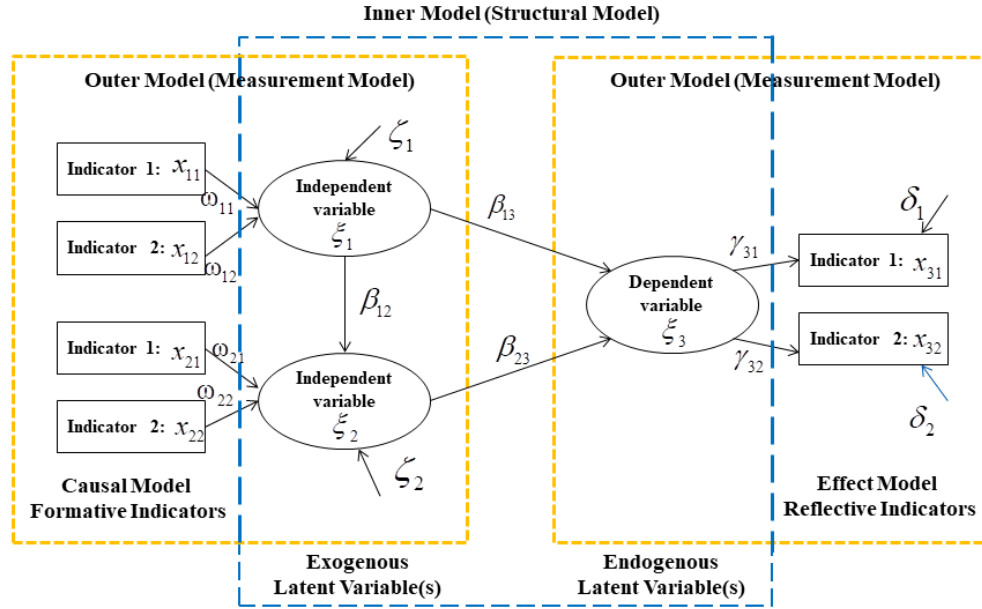 Inner Model (Structural Model)
Outer Model (Measurement Model)
Outer Model (Measurement Model)
ζ₁
Indicator 1: x₁₁
ω₁₁
Indicator 2: x₁₂
ω₁₂
Independent
variable
ξ₁
β₁₃
β₁₂
Indicator 1: x₂₁
ω₂₁
Indicator 2: x₂₂
ω₂₂
Independent
variable
ξ₂
β₂₃
ζ₂
Dependent
variable
ξ₃
γ₃₁
γ₃₂
δ₁
Indicator 1: x₃₁
Indicator 2: x₃₂
δ₂
Causal Model
Formative Indicators
Effect Model
Reflective Indicators
Exogenous
Latent Variable(s)
Endogenous
Latent Variable(s)